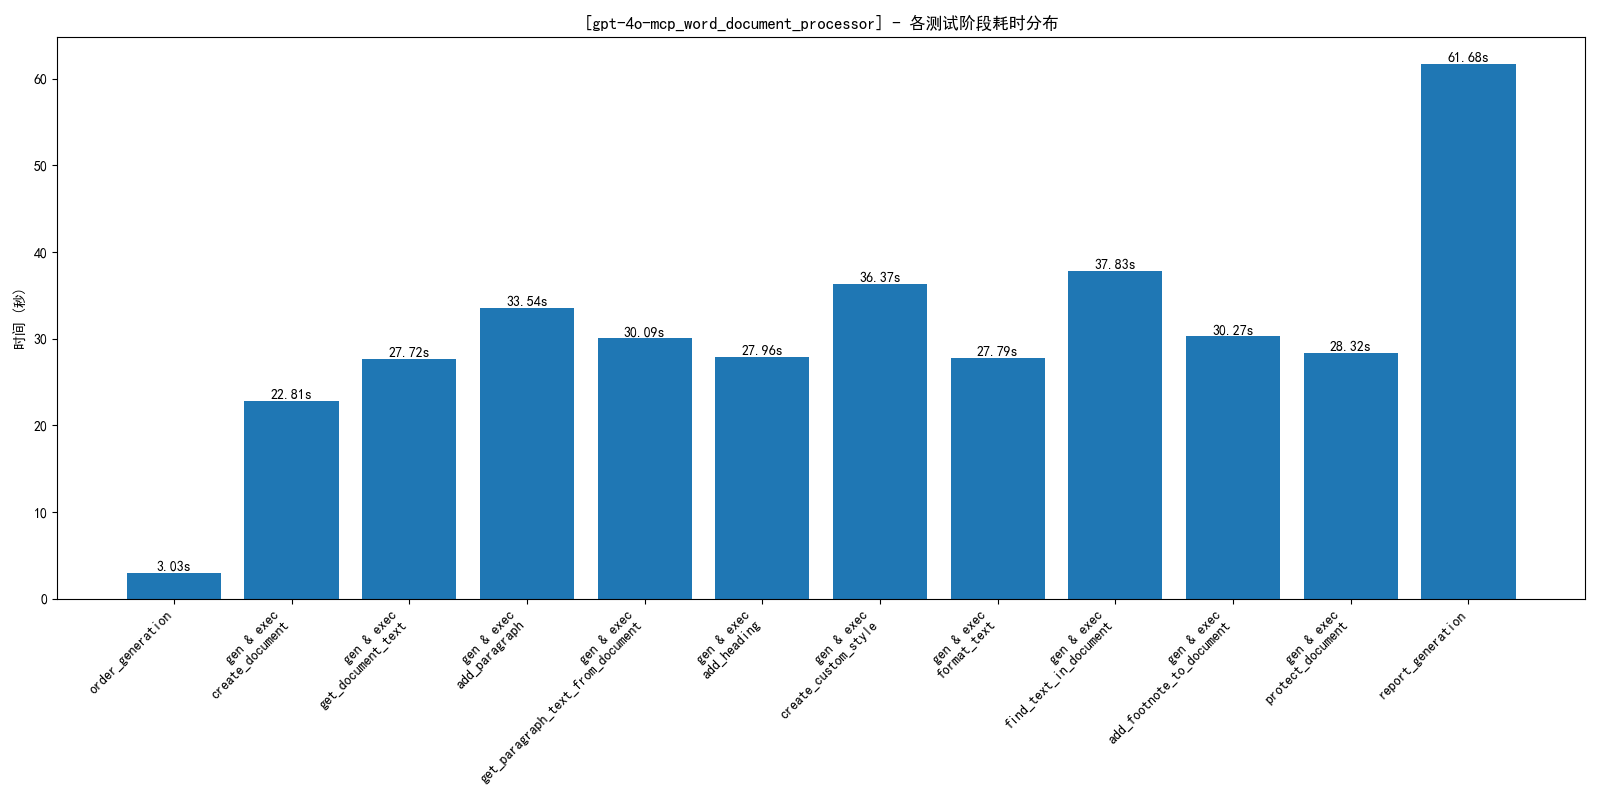 [gpt-4o-mcp_word_document_processor] - 各测试阶段耗时分布
时间 (秒)
60
50
40
30
20
10
0
3.03s
22.81s
27.72s
33.54s
30.09s
27.96s
36.37s
27.79s
37.83s
30.27s
28.32s
61.68s
order_generation
gen & exec
create_document
gen & exec
get_document_text
gen & exec
add_paragraph
gen & exec
get_paragraph_text_from_document
gen & exec
add_heading
gen & exec
create_custom_style
gen & exec
format_text
gen & exec
find_text_in_document
gen & exec
add_footnote_to_document
gen & exec
protect_document
report_generation